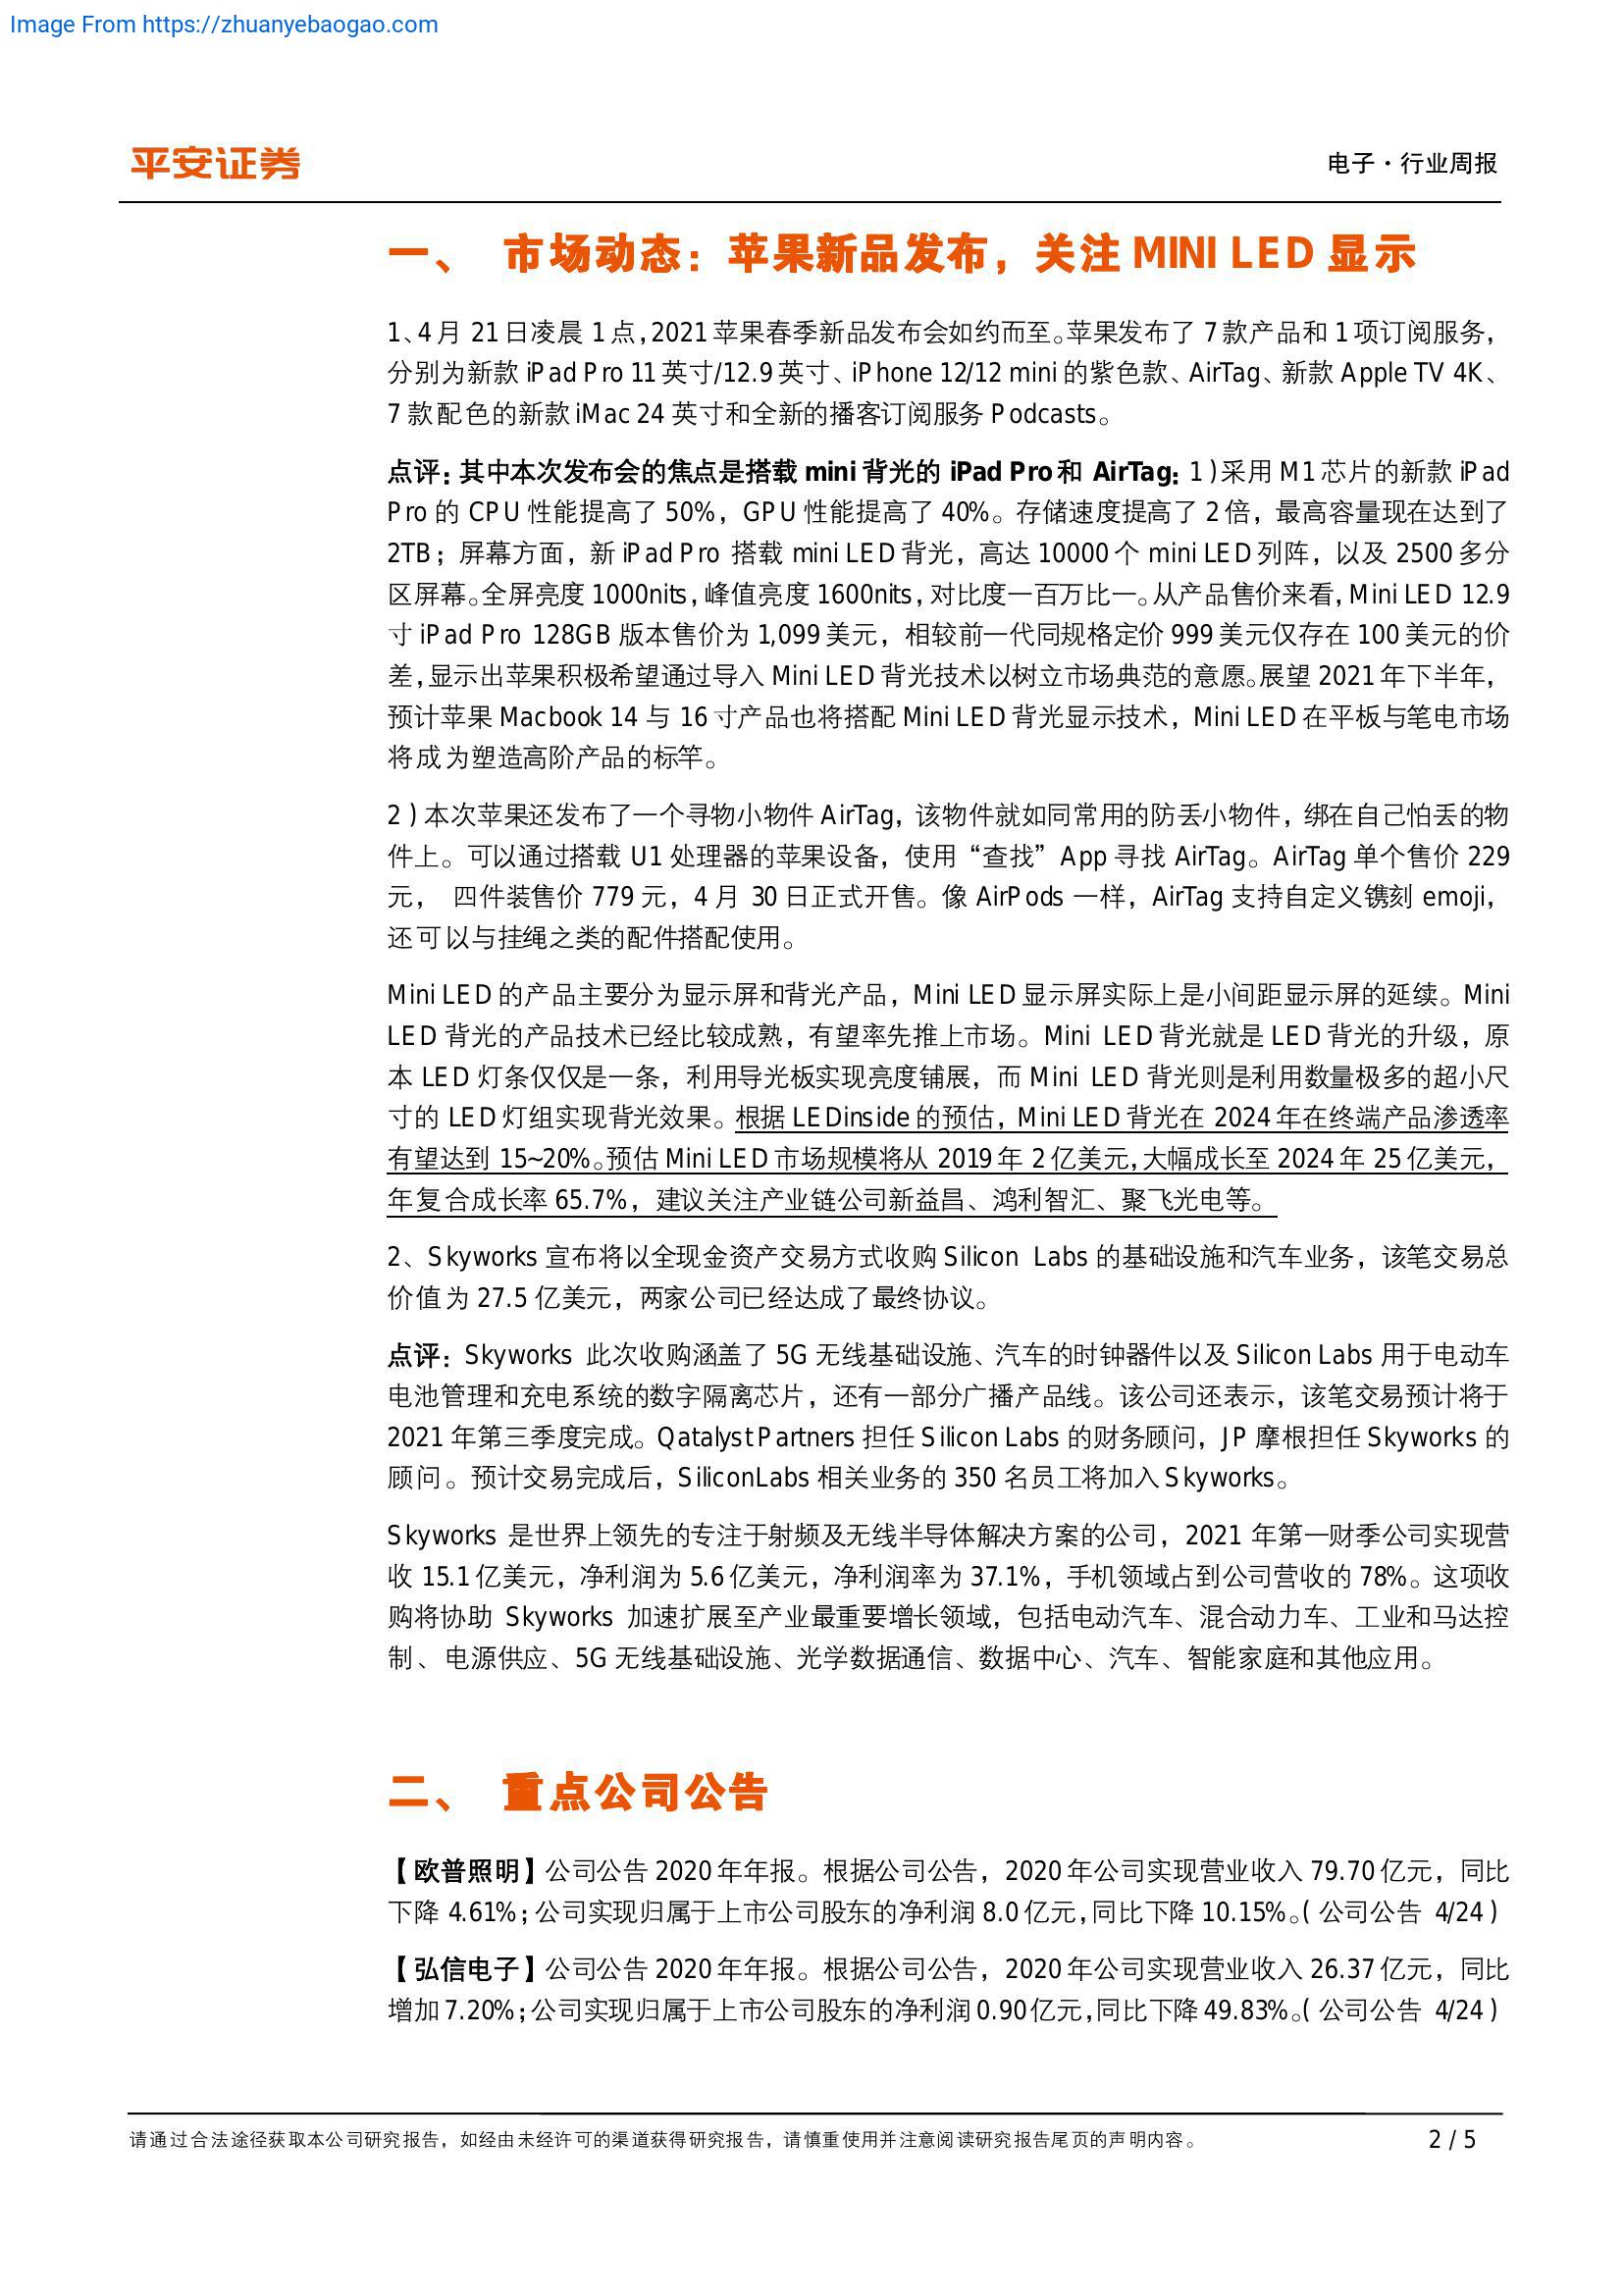 Image From https://zhuanyebaogao.com
平安证券
电子·行业周报
一、 市场动态：苹果新品发布，关注 MINI LED 显示
1、4 月 21 日凌晨 1 点，2021 苹果春季新品发布会如约而至。苹果发布了 7 款产品和 1 项订阅服务，
分别为新款 iPad Pro 11 英寸/12.9 英寸、iPhone 12/12 mini 的紫色款、AirTag、新款 Apple TV 4K、
7 款配色的新款 iMac 24 英寸和全新的播客订阅服务 Podcasts。
点评：其中本次发布会的焦点是搭载 mini 背光的 iPad Pro 和 AirTag：1）采用 M1 芯片的新款 iPad
Pro 的 CPU 性能提高了 50%，GPU 性能提高了 40%。存储速度提高了 2 倍，最高容量现在达到了
2TB；屏幕方面，新 iPad Pro 搭载 mini LED 背光，高达 10000 个 mini LED 列阵，以及 2500 多分
区屏幕。全屏亮度 1000nits，峰值亮度 1600nits，对比度一百万比一。从产品售价来看，Mini LED 12.9
寸 iPad Pro 128GB 版本售价为 1,099 美元，相较前一代同规格定价 999 美元仅存在 100 美元的价
差，显示出苹果积极希望通过导入 Mini LED 背光技术以树立市场典范的意愿。展望 2021 年下半年，
预计苹果 Macbook 14 与 16 寸产品也将搭配 Mini LED 背光显示技术，Mini LED 在平板与笔电市场
将成为塑造高阶产品的标竿。
2）本次苹果还发布了一个寻物小物件 AirTag，该物件就如同常用的防丢小物件，绑在自己怕丢的物
件上。可以通过搭载 U1 处理器的苹果设备，使用“查找”App 寻找 AirTag。AirTag 单个售价 229
元， 四件装售价 779 元，4 月 30 日正式开售。像 AirPods 一样，AirTag 支持自定义镌刻 emoji，
还可以与挂绳之类的配件搭配使用。
Mini LED 的产品主要分为显示屏和背光产品，Mini LED 显示屏实际上是小间距显示屏的延续。Mini
LED 背光的产品技术已经比较成熟，有望率先推上市场。Mini LED 背光就是 LED 背光的升级，原
本 LED 灯条仅仅是一条，利用导光板实现亮度铺展，而 Mini LED 背光则是利用数量极多的超小尺
寸的 LED 灯组实现背光效果。根据 LEDinside 的预估，Mini LED 背光在 2024 年在终端产品渗透率
有望达到 15~20%。预估 Mini LED 市场规模将从 2019 年 2 亿美元，大幅成长至 2024 年 25 亿美元，
年复合成长率 65.7%，建议关注产业链公司新益昌、鸿利智汇、聚飞光电等。
2、Skyworks 宣布将以全现金资产交易方式收购 Silicon Labs 的基础设施和汽车业务，该笔交易总
价值为 27.5 亿美元，两家公司已经达成了最终协议。
点评：Skyworks 此次收购涵盖了 5G 无线基础设施、汽车的时钟器件以及 Silicon Labs 用于电动车
电池管理和充电系统的数字隔离芯片，还有一部分广播产品线。该公司还表示，该笔交易预计将于
2021 年第三季度完成。Qatalyst Partners 担任 Silicon Labs 的财务顾问，JP 摩根担任 Skyworks 的
顾问。预计交易完成后，SiliconLabs 相关业务的 350 名员工将加入 Skyworks。
Skyworks 是世界上领先的专注于射频及无线半导体解决方案的公司，2021 年第一财季公司实现营
收 15.1 亿美元，净利润为 5.6 亿美元，净利润率为 37.1%，手机领域占到公司营收的 78%。这项收
购将协助 Skyworks 加速扩展至产业最重要增长领域，包括电动汽车、混合动力车、工业和马达控
制、电源供应、5G 无线基础设施、光学数据通信、数据中心、汽车、智能家庭和其他应用。
二、 重点公司公告
【欧普照明】公司公告 2020 年年报。根据公司公告，2020 年公司实现营业收入 79.70 亿元，同比
下降 4.61%；公司实现归属于上市公司股东的净利润 8.0 亿元，同比下降 10.15%。（公司公告 4/24）
【弘信电子】公司公告 2020 年年报。根据公司公告，2020 年公司实现营业收入 26.37 亿元，同比
增加 7.20%；公司实现归属于上市公司股东的净利润 0.90 亿元，同比下降 49.83%。（公司公告 4/24）
请通过合法途径获取本公司研究报告，如经由未经许可的渠道获得研究报告，请慎重使用并注意阅读研究报告尾页的声明内容。
2 / 5